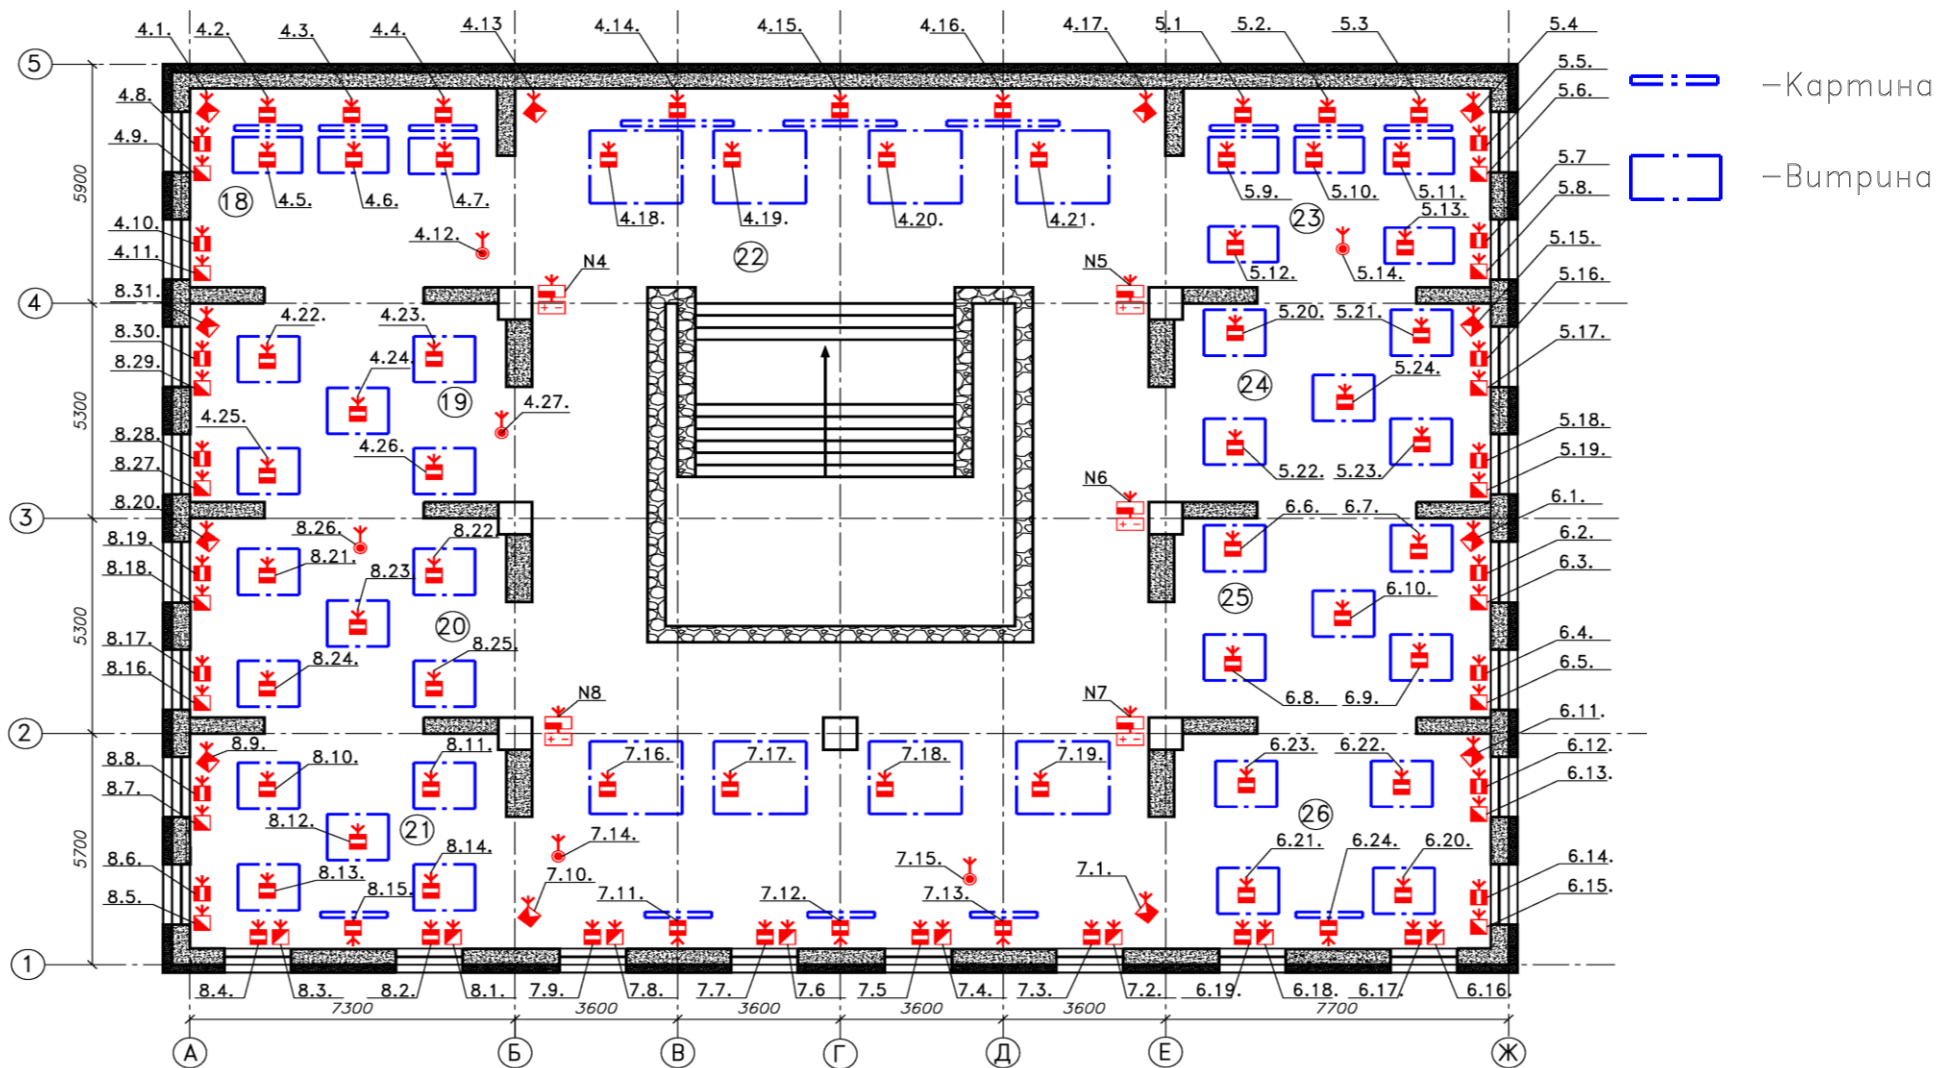 4.1. 4.2. 4.3. 4.4. 4.13 4.14. 4.15. 4.16. 4.17. 5.1 5.2. 5.3 5.4
5 4.8. 5.5. 5.6. –Картина
4.9. 5.7
18 4.5. 4.6. 4.7. 4.18. 4.19. 4.20. 4.21. 5.9. 5.10. 5.11. 5.8. –Витрина
5900
4.10. 4.12. 22 23 5.13. 5.15.
4.11. N4 N5 5.12. 5.14. 5.16.
4 8.31.
8.30. 4.22. 4.23. 5.20. 5.21. 5.17.
8.29. 4.24. 24 5.24.
5300
19 4.27.
4.25. 8.28. 4.26. 5.22. 5.23. 5.18.
8.27. N6 5.19.
3 8.20. 6.6. 6.7. 6.1.
8.19. 8.26. 8.22 6.2.
8.18. 8.21. 8.23. 25 6.10. 6.3.
5300
20
8.17. 8.25. 6.4.
8.16. 8.24. N8 N7 6.8. 6.9. 6.5.
2 6.11.
8.8. 8.9. 8.10. 8.11. 7.16. 7.17. 7.18. 7.19. 6.23. 6.22. 6.12.
8.7. 6.13.
5700
8.12. 21 7.14. 26
8.6. 8.14. 7.15. 6.21. 6.24. 6.20. 6.14.
8.5. 8.13. 8.15. 7.10. 7.11. 7.12. 7.13. 7.1. 6.15.
1
8.4. 8.3. 8.2. 8.1. 7.9. 7.8. 7.7. 7.6 7.5 7.4. 7.3. 7.2. 6.19. 6.18. 6.17. 6.16.
7300 3600 3600 3600 3600 7700
А Б В Г Д Е Ж